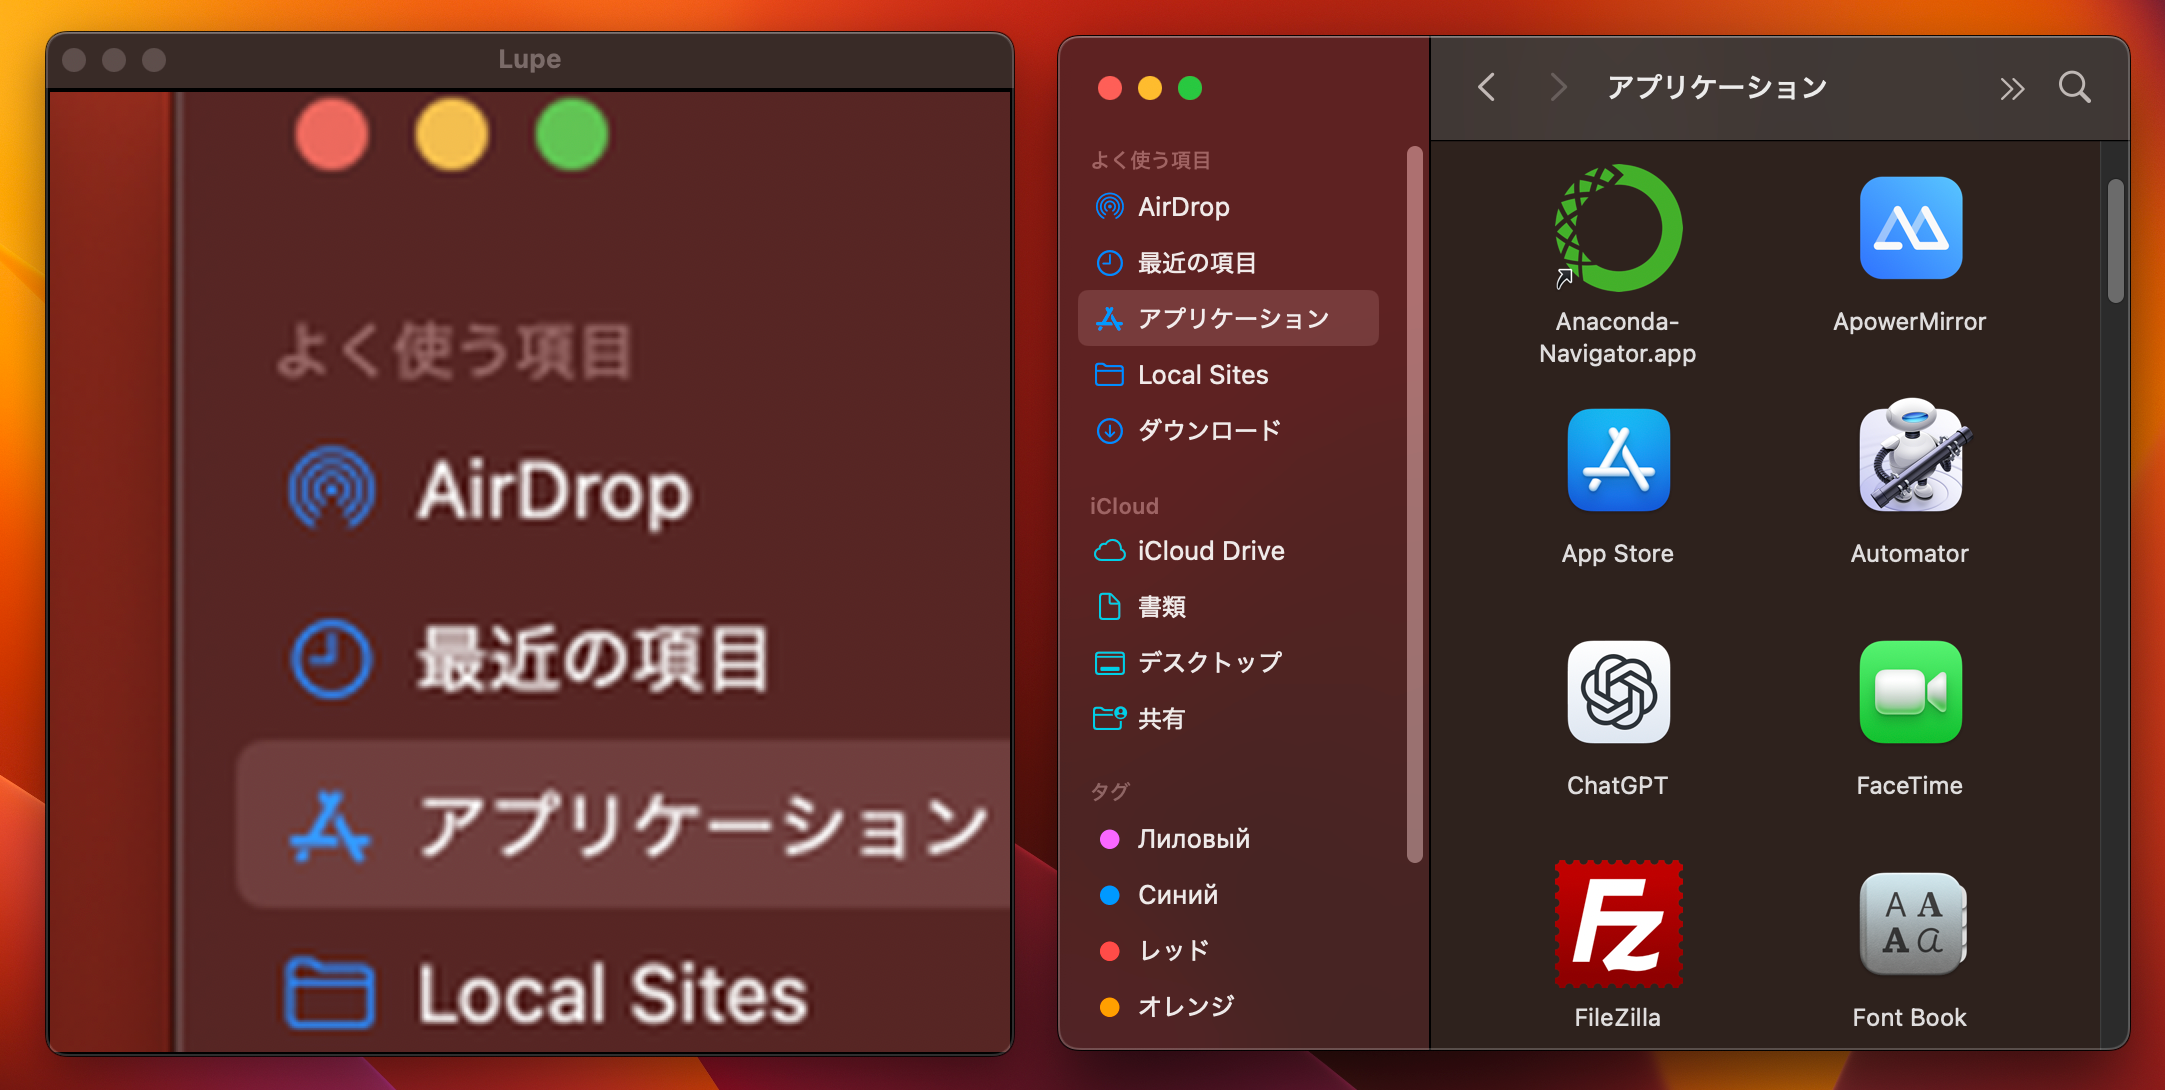 Lupe
よく使う項目
AirDrop
最近の項目
アプリケーション
Local Sites
アプリケーション
よく使う項目
AirDrop
最近の項目
アプリケーション
Local Sites
ダウンロード
iCloud
iCloud Drive
書類
デスクトップ
共有
タグ
Лиловый
Синий
レッド
オレンジ
Anaconda-
Navigator.app
ApowerMirror
App Store
Automator
ChatGPT
FaceTime
Fz
FileZilla
A A
A a
Font Book